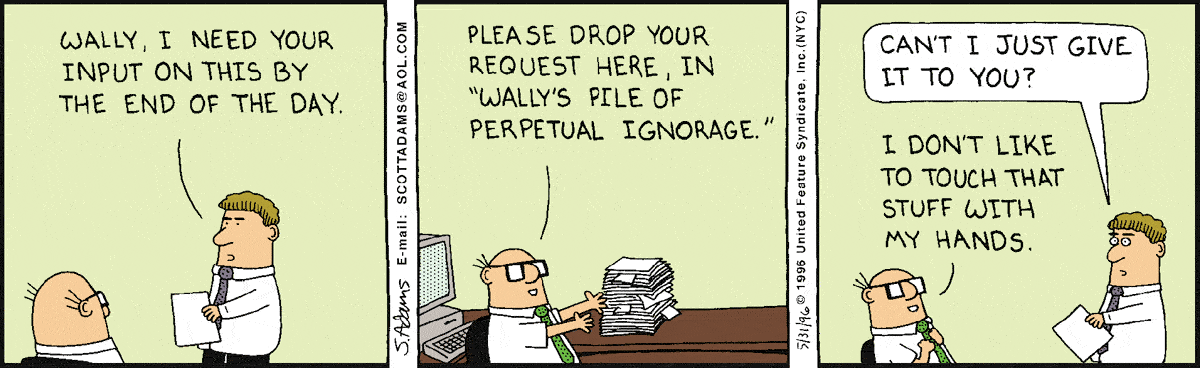 WALLY, I NEED YOUR
INPUT ON THIS BY
THE END OF THE DAY.
S.Adams E-mail: SCOTTADAMS@AOL.COM
PLEASE DROP YOUR
REQUEST HERE, IN
"WALLY'S PILE OF
PERPETUAL IGNORAGE."
5/31/96 © 1996 United Feature Syndicate, Inc.(NYC)
CAN'T I JUST GIVE
IT TO YOU?
I DON'T LIKE
TO TOUCH THAT
STUFF WITH
MY HANDS.